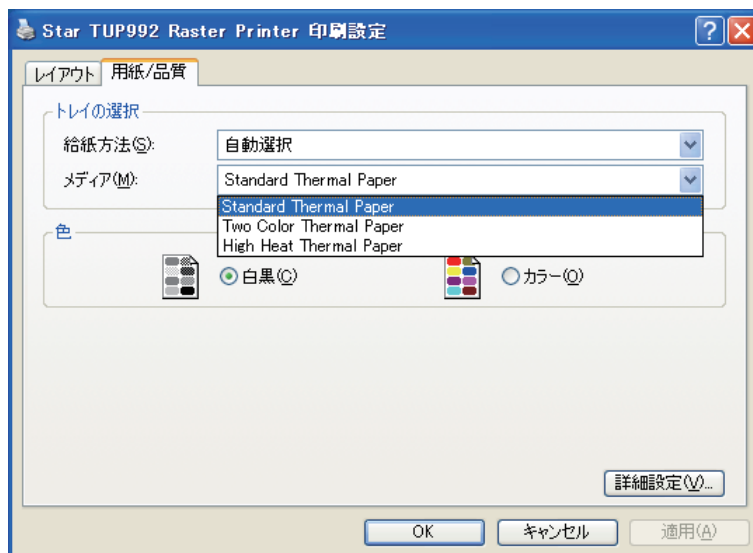 Star TUP992 Raster Printer 印刷設定
レイアウト 用紙/品質
トレイの選択
給紙方法(S): 自動選択
メディア(M): Standard Thermal Paper
Standard Thermal Paper
Two Color Thermal Paper
High Heat Thermal Paper
色
白黒(C) カラー(O)
詳細設定(V)...
OK キャンセル 適用(A)